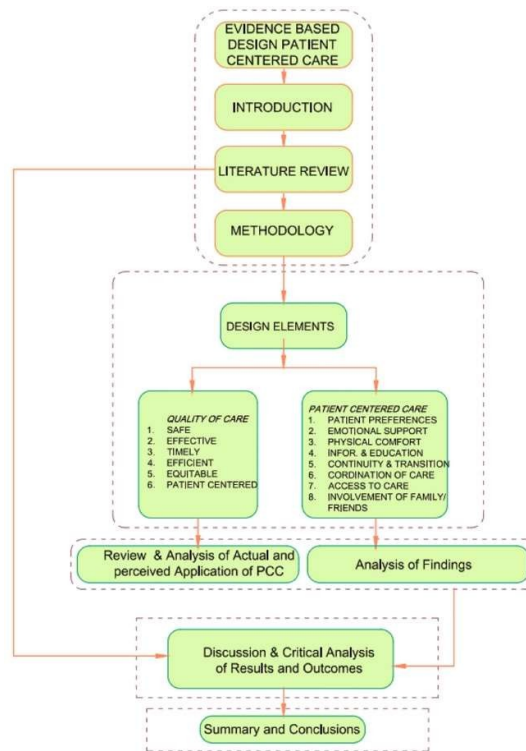 EVIDENCE BASED
DESIGN PATIENT
CENTERED CARE
INTRODUCTION
LITERATURE REVIEW
METHODOLOGY
DESIGN ELEMENTS
QUALITY OF CARE
1. SAFE
2. EFFECTIVE
3. TIMELY
4. EFFICIENT
5. EQUITABLE
6. PATIENT CENTERED
PATIENT CENTERED CARE
1. PATIENT PREFERENCES
2. EMOTIONAL SUPPORT
3. PHYSICAL COMFORT
4. INFOR. & EDUCATION
5. CONTINUITY & TRANSITION
6. CORDINATION OF CARE
7. ACCESS TO CARE
8. INVOLVEMENT OF FAMILY/
FRIENDS
Review & Analysis of Actual and
perceived Application of PCC
Analysis of Findings
Discussion & Critical Analysis
of Results and Outcomes
Summary and Conclusions